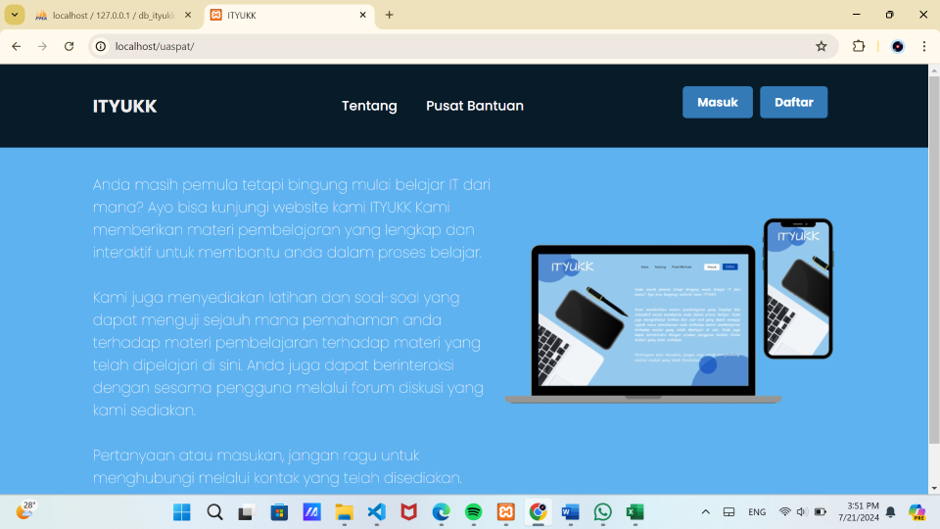 localhost / 127.0.0.1 / db_ityukk
ITYUKK
localhost/uaspat/
ITYUKK
Tentang
Pusat Bantuan
Masuk
Daftar
Anda masih pemula tetapi bingung mulai belajar IT dari
mana? Ayo bisa kunjungi website kami ITYUKK Kami
memberikan materi pembelajaran yang lengkap dan
interaktif untuk membantu anda dalam proses belajar.
Kami juga menyediakan latihan dan soal-soal yang
dapat menguji sejauh mana pemahaman anda
terhadap materi pembelajaran terhadap materi yang
telah dipelajari di sini. Anda juga dapat berinteraksi
dengan sesama pengguna melalui forum diskusi yang
kami sediakan.
Pertanyaan atau masukan, jangan ragu untuk
menghubungi melalui kontak yang telah disediakan.
ITYUKK
ITYUKK
28°
ENG
3:51 PM
7/21/2024
PRE